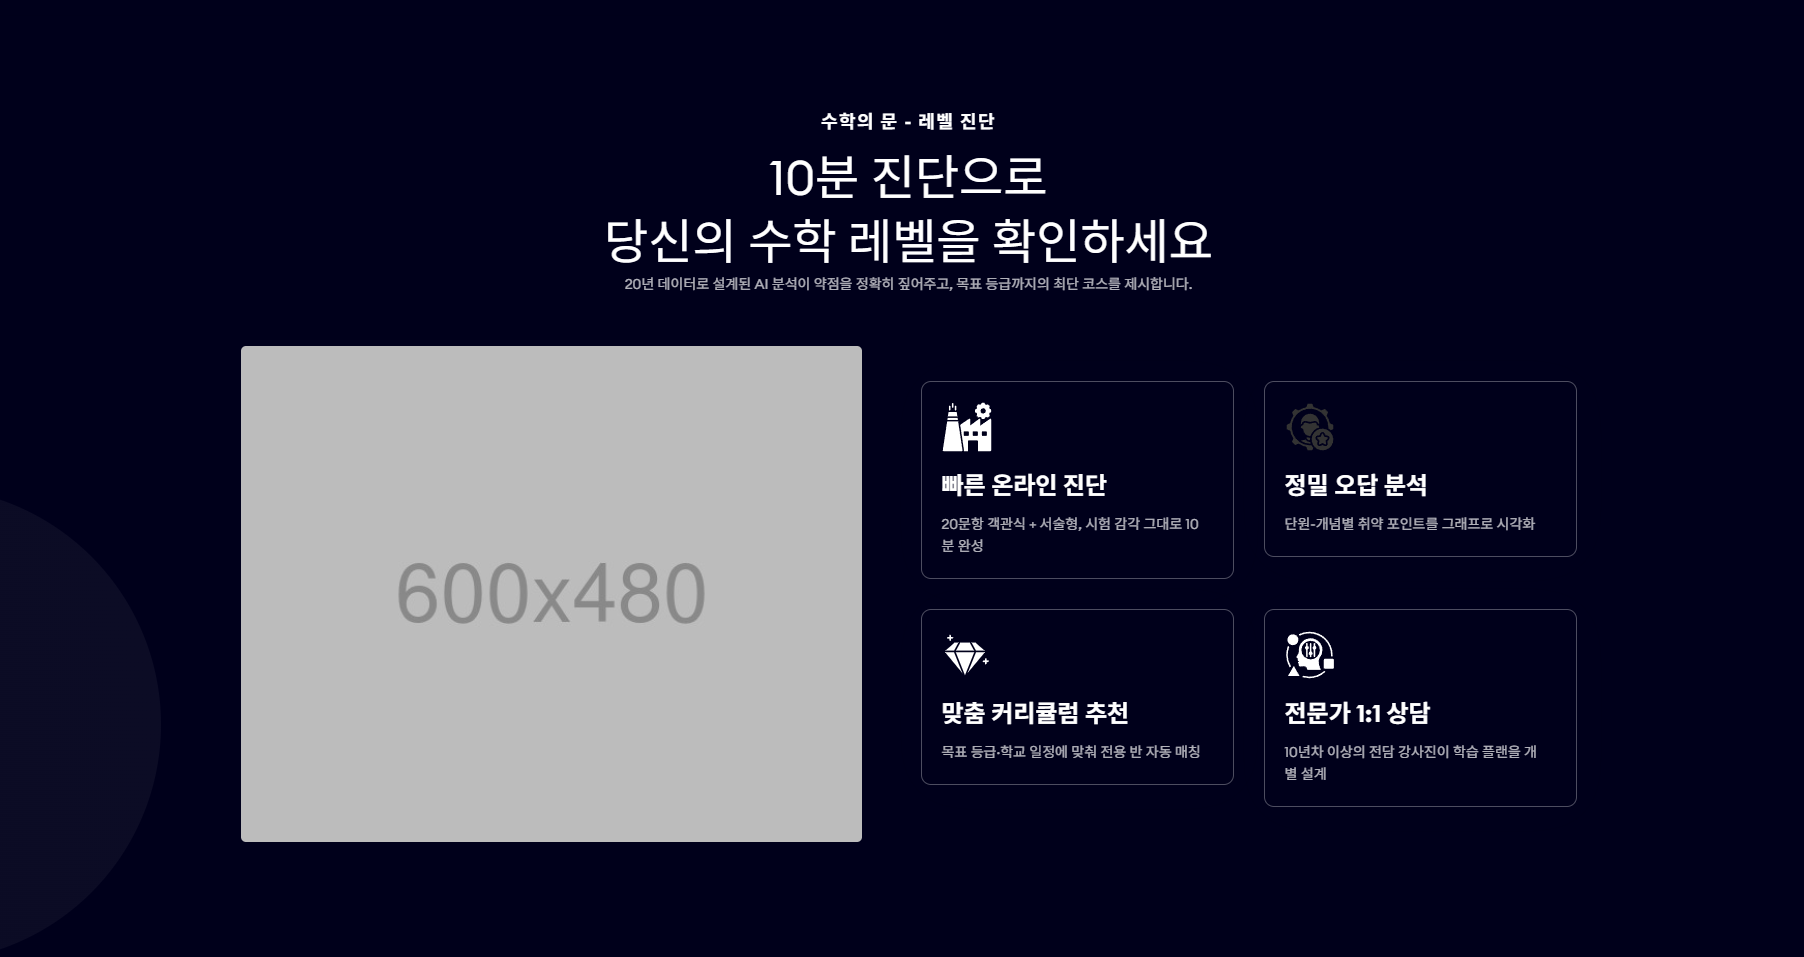 수학의 문 - 레벨 진단
10분 진단으로
당신의 수학 레벨을 확인하세요
20년 데이터로 설계된 AI 분석이 약점을 정확히 짚어주고, 목표 등급까지의 최단 코스를 제시합니다.
600x480
빠른 온라인 진단
20문항 객관식 + 서술형, 시험 감각 그대로 10
분 완성
정밀 오답 분석
단원-개념별 취약 포인트를 그래프로 시각화
맞춤 커리큘럼 추천
목표 등급·학교 일정에 맞춰 전용 반 자동 매칭
전문가 1:1 상담
10년차 이상의 전담 강사진이 학습 플랜을 개
별 설계